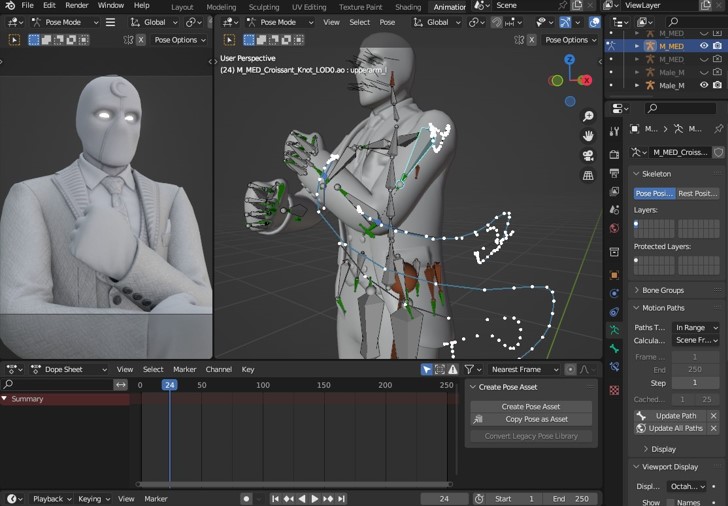 File Edit Render Window Help Layout Modeling Sculpting UV Editing Texture Paint Shading Animation Scene ViewLayer
Pose Mode Global Pose Mode View Select Pose Global
Pose Options Pose Options
User Perspective
(24) M_MED_Croissant_Knot_LOD0.ao : upperarm_l
Z
X
M_MED
M_MED
M_MED
Male_M
Male_M
M... M...
M_MED_Croiss...
Skeleton
Pose Posi... Rest Posit...
Layers:
Protected Layers:
Bone Groups
Motion Paths
Paths T... In Range
Calcula... Scene Fr...
Frame ... 1
End 250
Step 1
Cached... 1 25
Update Path
Update All Paths
Display
Viewport Display
Displ... Octah...
Show Names
Dope Sheet View Select Marker Channel Key Nearest Frame
0 24 50 100 150 200 250
Summary
Create Pose Asset
Create Pose Asset
Copy Pose as Asset
Convert Legacy Pose Library
Playback Keying View Marker 24 Start 1 End 250